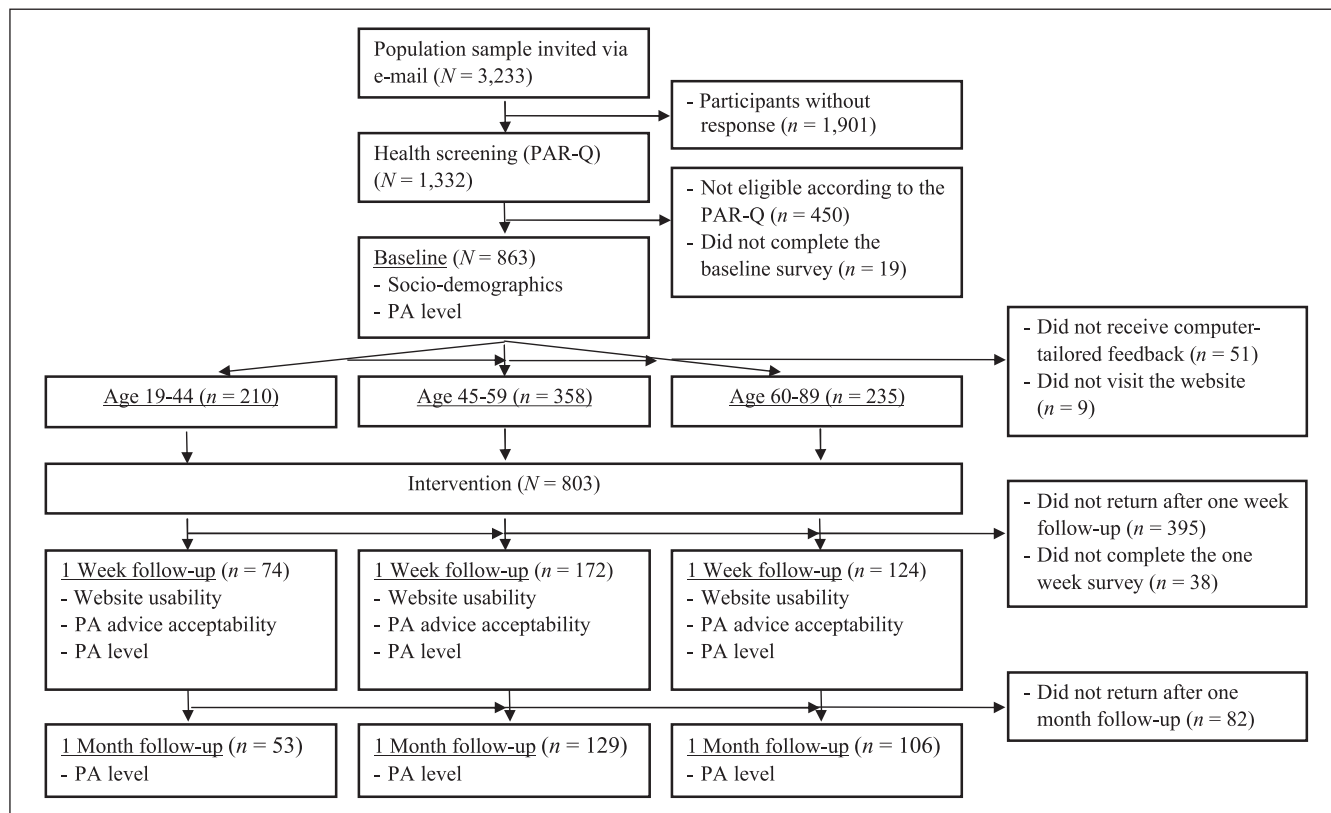 Population sample invited via
e-mail (N = 3,233)
- Participants without
response (n = 1,901)
Health screening (PAR-Q)
(N = 1,332)
- Not eligible according to the
PAR-Q (n = 450)
- Did not complete the
baseline survey (n = 19)
Baseline (N = 863)
- Socio-demographics
- PA level
- Did not receive computer-
tailored feedback (n = 51)
- Did not visit the website
(n = 9)
Age 19-44 (n = 210)
Age 45-59 (n = 358)
Age 60-89 (n = 235)
Intervention (N = 803)
- Did not return after one week
follow-up (n = 395)
- Did not complete the one
week survey (n = 38)
1 Week follow-up (n = 74)
- Website usability
- PA advice acceptability
- PA level
1 Week follow-up (n = 172)
- Website usability
- PA advice acceptability
- PA level
1 Week follow-up (n = 124)
- Website usability
- PA advice acceptability
- PA level
- Did not return after one
month follow-up (n = 82)
1 Month follow-up (n = 53)
- PA level
1 Month follow-up (n = 129)
- PA level
1 Month follow-up (n = 106)
- PA level